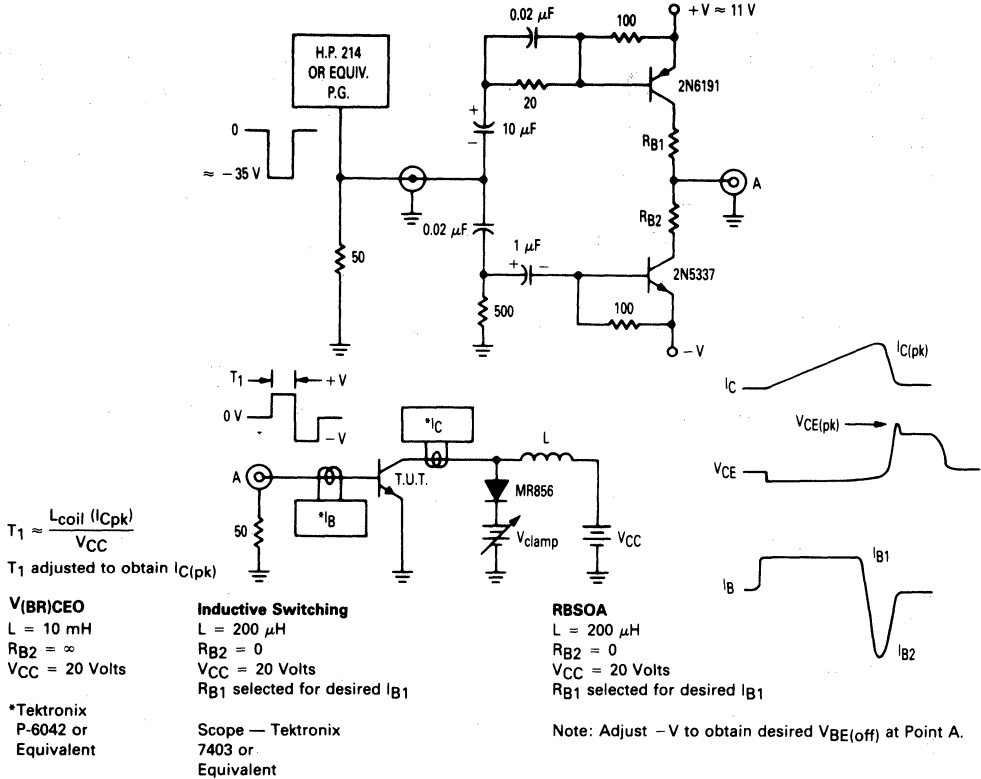 0.02 μF
100
+V ≈ 11 V
H.P. 214
OR EQUIV.
P.G.
20
2N6191
+
10 μF
−
0
≈ −35 V
RB1
A
RB2
0.02 μF
1 μF
+ −
50
2N5337
500
100
−V
T1
+V
0 V
−V
*IC
L
A
T.U.T.
*IB
50
MR856
Vclamp
VCC
IC
IC(pk)
VCE(pk)
VCE
IB
IB1
IB2
T1 ≈ Lcoil (ICpk)
VCC
T1 adjusted to obtain IC(pk)
V(BR)CEO
L = 10 mH
RB2 = ∞
VCC = 20 Volts
*Tektronix
P-6042 or
Equivalent
Inductive Switching
L = 200 μH
RB2 = 0
VCC = 20 Volts
RB1 selected for desired IB1
Scope — Tektronix
7403 or
Equivalent
RBSOA
L = 200 μH
RB2 = 0
VCC = 20 Volts
RB1 selected for desired IB1
Note: Adjust −V to obtain desired VBE(off) at Point A.